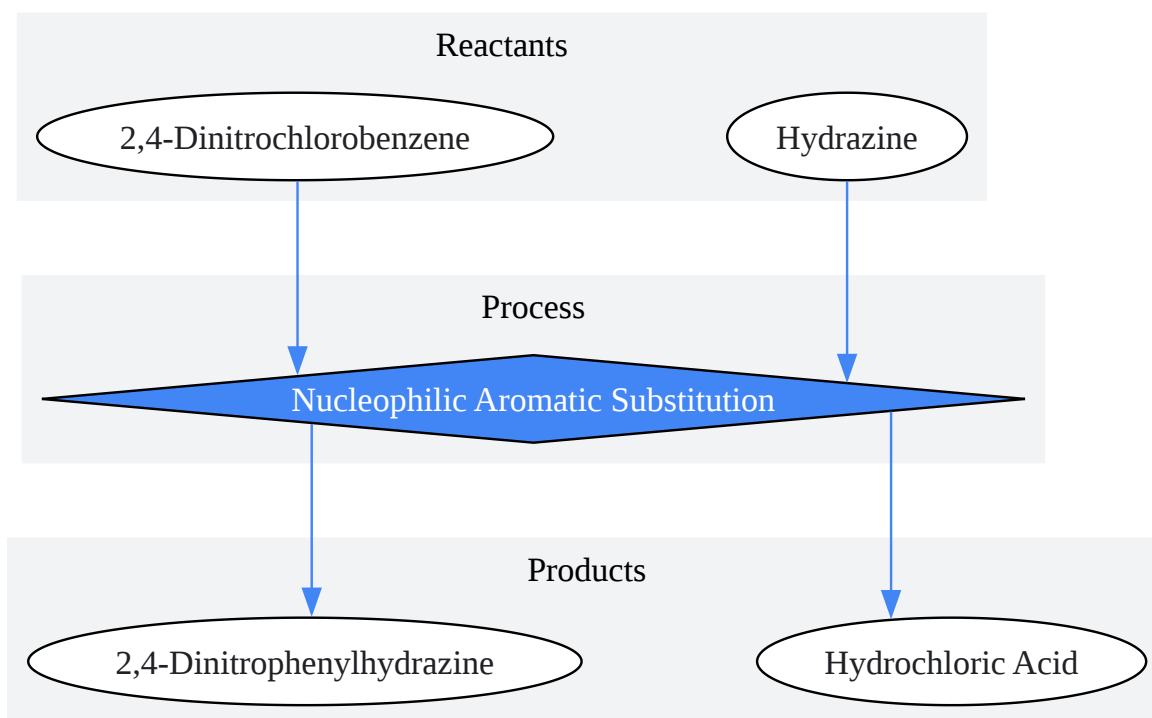 Reactants
2,4-Dinitrochlorobenzene
Hydrazine
Process
Nucleophilic Aromatic Substitution
Products
2,4-Dinitrophenylhydrazine
Hydrochloric Acid